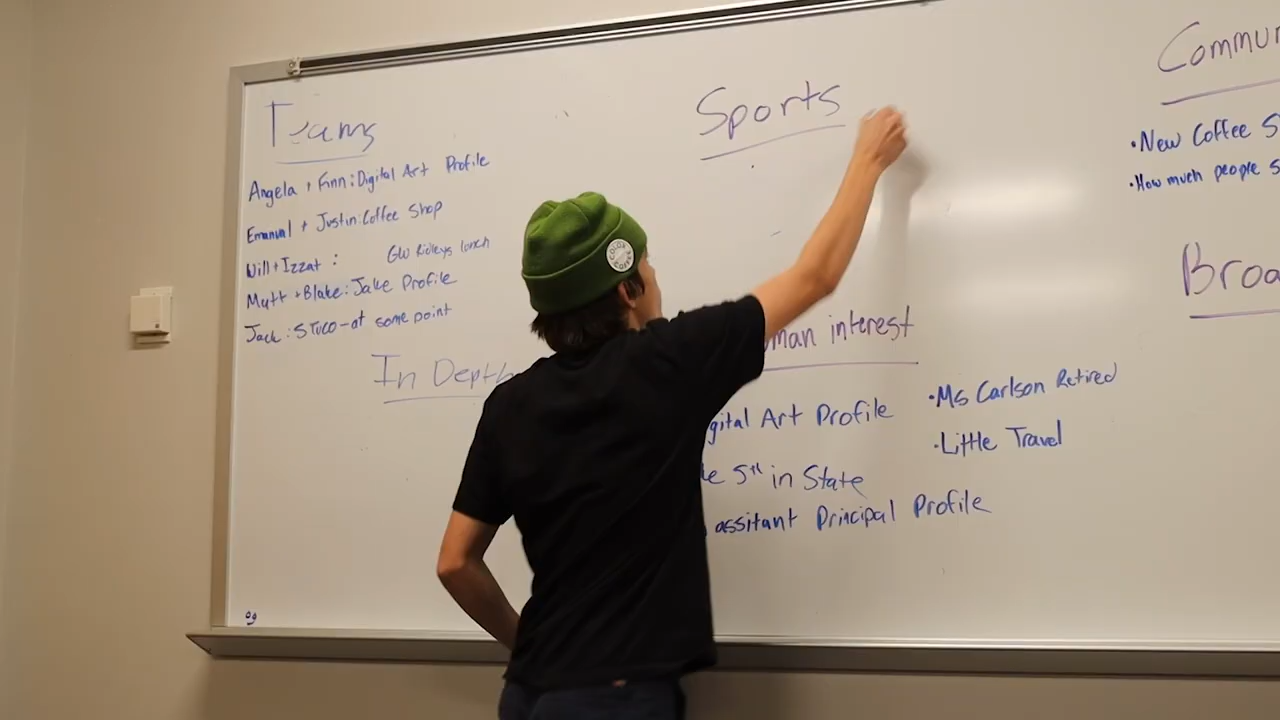 Teams
Angela + Finn: Digital Art Profile
Emanuel + Justin: Coffee Shop
Will + Izzat : GW Ridleys lunch
Matt + Blake: Jake Profile
Jack: STUCO-at some point
In Depth
Sports
man interest
gital Art Profile
5th in State
assitant Principal Profile
•Ms Carlson Retired
•Little Travel
Commun
•New Coffee S
•How much people s
Broa
COFFEE